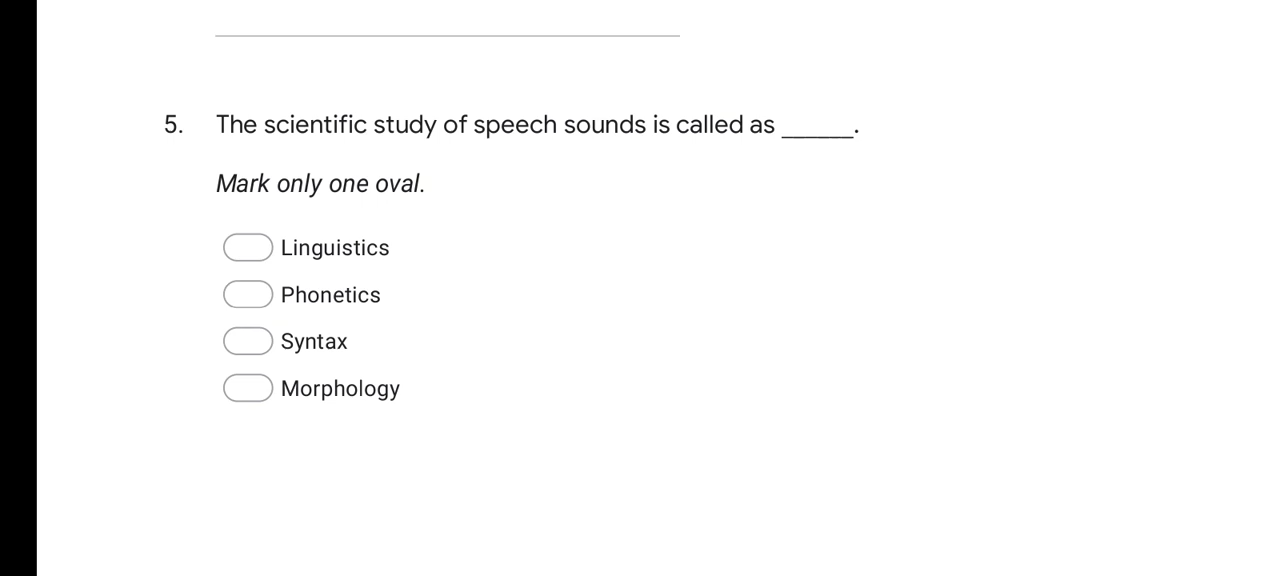 5. The scientific study of speech sounds is called as ______.
Mark only one oval.
Linguistics
Phonetics
Syntax
Morphology